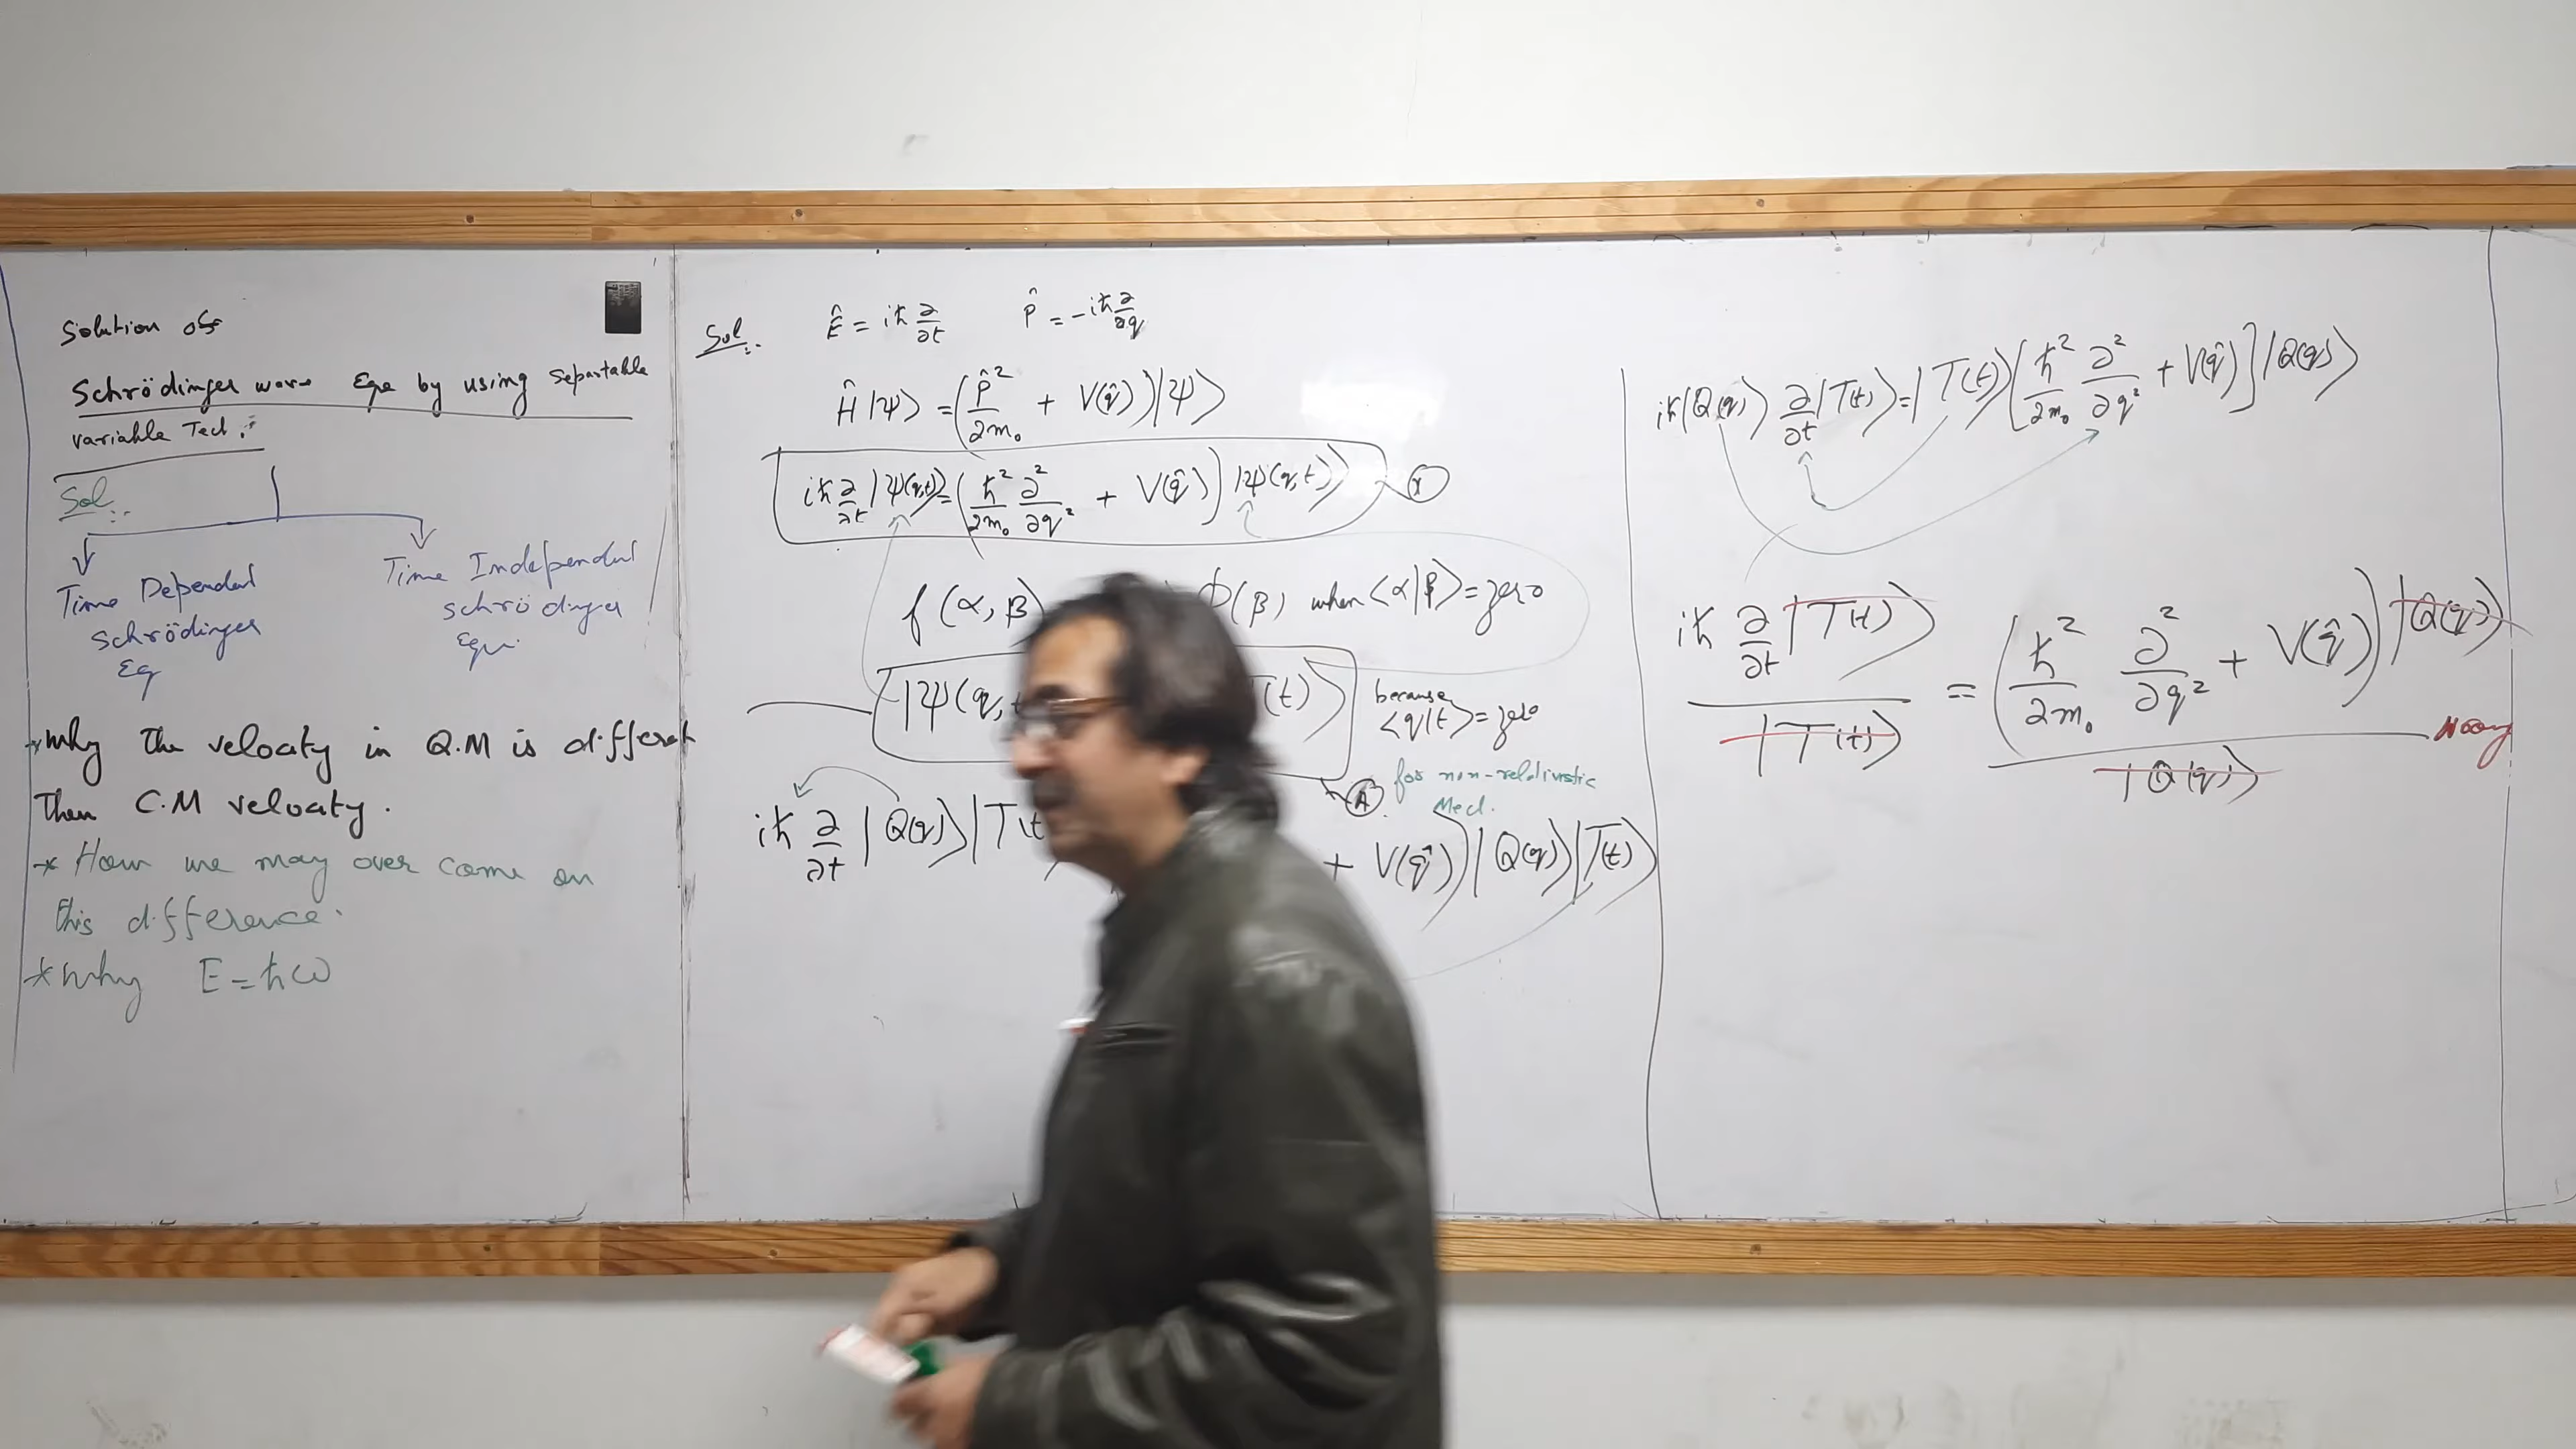 Solution of
Schrödinger wave Eqe by using Separtable
variable Tech.:
Sol:.
Time Dependent
Schrödinger
Eq
Time Independent
Schrödinger
Equ.
*Why The velocity in Q.M is different
Then C.M velocity.
* How we may over come on
this difference.
*Why E = ħω
Sol:. Ê = iħ ∂/∂t P̂ = -iħ ∂/∂q
Ĥ|ψ⟩ = (P̂²/2m₀ + V(q̂))|ψ⟩
iħ ∂/∂t |ψ(q,t)⟩ = (ħ²/2m₀ ∂²/∂q² + V(q̂)) |ψ(q,t)⟩
f(α, β) φ(β) when ⟨α|β⟩ = zero
|ψ(q, (t)⟩ because
⟨q|t⟩ = zero
(A) for non-relativistic
Mech.
iħ ∂/∂t |Q(q)⟩|T(t + V(q̂))|Q(q)⟩|T(t)⟩
iħ|Q(q)⟩ ∂/∂t |T(t)⟩ = |T(t)⟩[ħ²/2m₀ ∂²/∂q² + V(q̂)]|Q(q)⟩
iħ ∂/∂t |T(t)⟩ / |T(t)⟩ = (ħ²/2m₀ ∂²/∂q² + V(q̂))|Q(q)⟩ / |Q(q)⟩